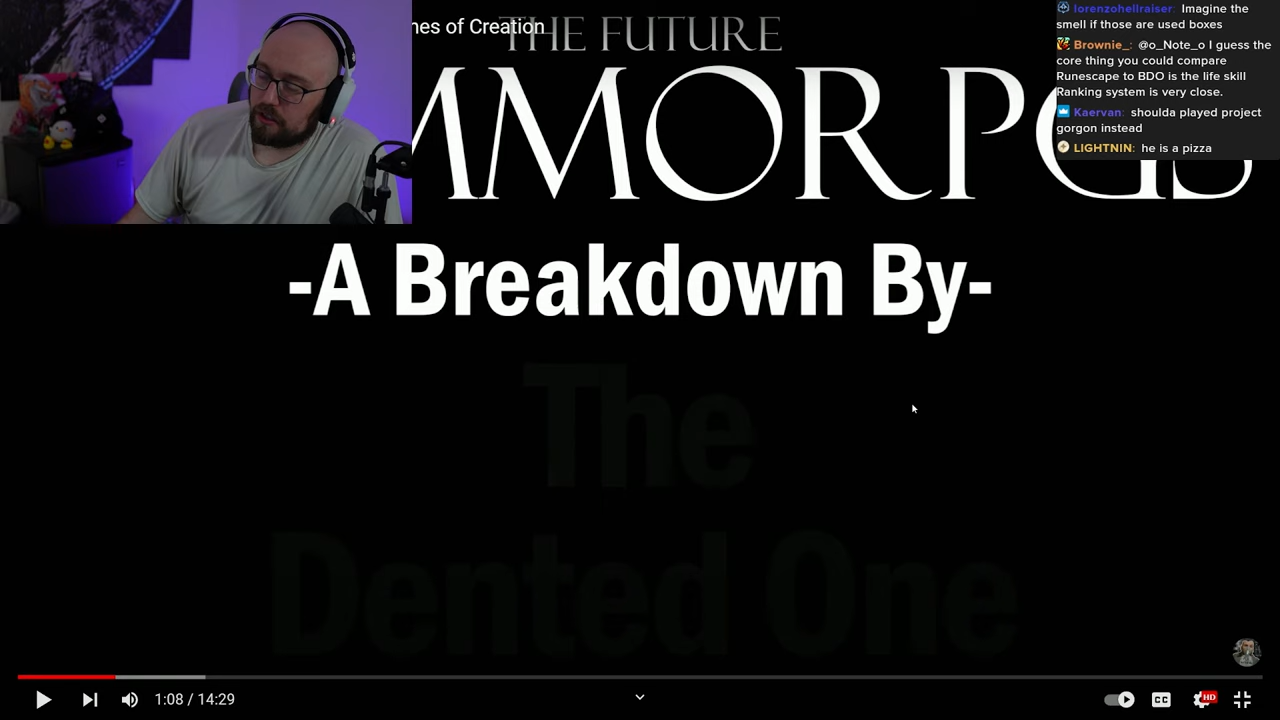 nes of Creation
THE FUTURE
MMORPGS
-A Breakdown By-
The
Dented One
lorenzohellraiser: Imagine the
smell if those are used boxes
Brownie_: @o_Note_o I guess the
core thing you could compare
Runescape to BDO is the life skill
Ranking system is very close.
Kaervan: shoulda played project
gorgon instead
LIGHTNIN: he is a pizza
1:08 / 14:29
CC
HD